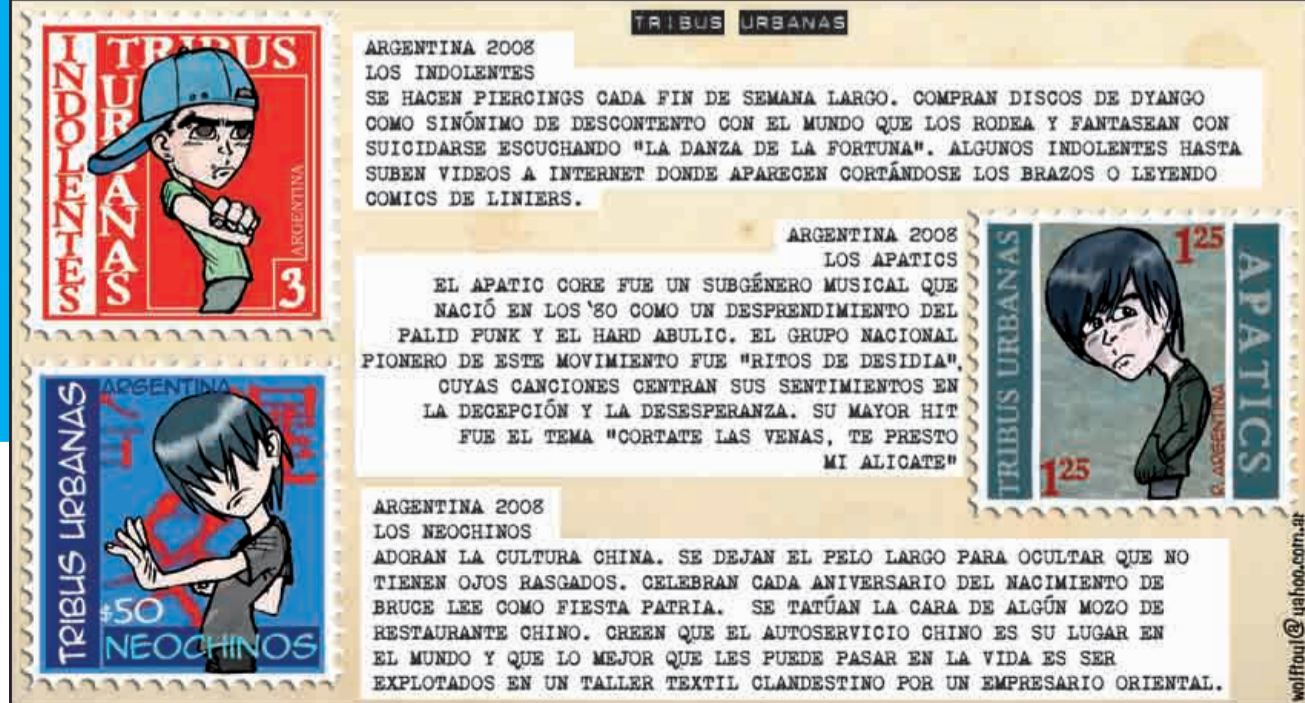 TRIBUS URBANAS
INDOLENTES
TRIBUS
URBANAS
ARGENTINA
3
ARGENTINA 2008
LOS INDOLENTES
SE HACEN PIERCINGS CADA FIN DE SEMANA LARGO. COMPRAN DISCOS DE DYANGO
COMO SINÓNIMO DE DESCONTENTO CON EL MUNDO QUE LOS RODEA Y FANTASEAN CON
SUICIDARSE ESCUCHANDO "LA DANZA DE LA FORTUNA". ALGUNOS INDOLENTES HASTA
SUBEN VIDEOS A INTERNET DONDE APARECEN CORTÁNDOSE LOS BRAZOS O LEYENDO
COMICS DE LINIERS.
ARGENTINA 2008
LOS APATICS
EL APATIC CORE FUE UN SUBGÉNERO MUSICAL QUE
NACIÓ EN LOS '80 COMO UN DESPRENDIMIENTO DEL
PALID PUNK Y EL HARD ABULIC. EL GRUPO NACIONAL
PIONERO DE ESTE MOVIMIENTO FUE "RITOS DE DESIDIA",
CUYAS CANCIONES CENTRAN SUS SENTIMIENTOS EN
LA DECEPCIÓN Y LA DESESPERANZA. SU MAYOR HIT
FUE EL TEMA "CORTATE LAS VENAS, TE PRESTO
MI ALICATE"
TRIBUS URBANAS
125
125
R. ARGENTINA
APATICS
ARGENTINA
TRIBUS URBANAS
$50
NEOCHINOS
ARGENTINA 2008
LOS NEOCHINOS
ADORAN LA CULTURA CHINA. SE DEJAN EL PELO LARGO PARA OCULTAR QUE NO
TIENEN OJOS RASGADOS. CELEBRAN CADA ANIVERSARIO DEL NACIMIENTO DE
BRUCE LEE COMO FIESTA PATRIA. SE TATÚAN LA CARA DE ALGÚN MOZO DE
RESTAURANTE CHINO. CREEN QUE EL AUTOSERVICIO CHINO ES SU LUGAR EN
EL MUNDO Y QUE LO MEJOR QUE LES PUEDE PASAR EN LA VIDA ES SER
EXPLOTADOS EN UN TALLER TEXTIL CLANDESTINO POR UN EMPRESARIO ORIENTAL.